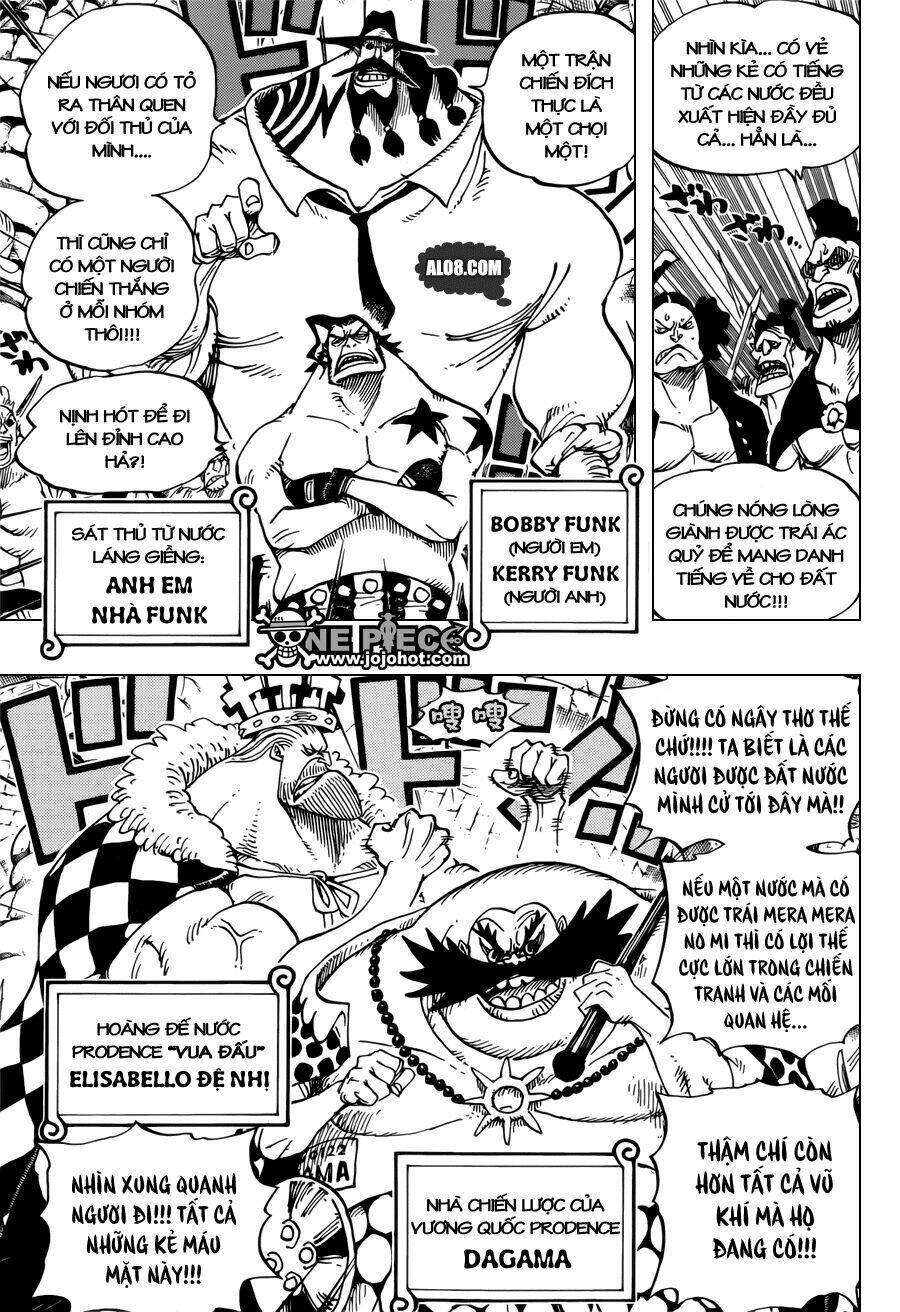 NHÌN KÌA... CÓ VẺ
NHỮNG KẺ CÓ TIẾNG
TỪ CÁC NƯỚC ĐỀU
XUẤT HIỆN ĐẦY ĐỦ
CẢ... HẲN LÀ...
CHÚNG NÓNG LÒNG
GIÀNH ĐƯỢC TRÁI ÁC
QUỶ ĐỂ MANG DANH
TIẾNG VỀ CHO ĐẤT
NƯỚC!!!
MỘT TRẬN
CHIẾN ĐÍCH
THỰC LÀ
MỘT CHỌI
MỘT!
NẾU NGƯƠI CÓ TỎ
RA THÂN QUEN
VỚI ĐỐI THỦ CỦA
MÌNH....
THÌ CŨNG CHỈ
CÓ MỘT NGƯỜI
CHIẾN THẮNG
Ở MỖI NHÓM
THÔI!!!
NỊNH HÓT ĐỂ ĐI
LÊN ĐỈNH CAO
HẢ?!
ALO8.COM
BOBBY FUNK
(NGƯỜI EM)
KERRY FUNK
(NGƯỜI ANH)
SÁT THỦ TỪ NƯỚC
LÁNG GIỀNG:
ANH EM
NHÀ FUNK
ONE PIECE
www.jojohot.com
ĐỪNG CÓ NGÂY THƠ THẾ
CHỨ!!!! TA BIẾT LÀ CÁC
NGƯƠI ĐƯỢC ĐẤT NƯỚC
MÌNH CỬ TỚI ĐÂY MÀ!!
NẾU MỘT NƯỚC MÀ CÓ
ĐƯỢC TRÁI MERA MERA
NO MI THÌ CÓ LỢI THẾ
CỰC LỚN TRONG CHIẾN
TRANH VÀ CÁC MỐI
QUAN HỆ...
THẬM CHÍ CÒN
HƠN TẤT CẢ VŨ
KHÍ MÀ HỌ
ĐANG CÓ!!!
嗖 嗖
HOÀNG ĐẾ NƯỚC
PRODENCE "VUA ĐẤU"
ELISABELLO ĐỆ NHỊ
NHÀ CHIẾN LƯỢC CỦA
VƯƠNG QUỐC PRODENCE
DAGAMA
NHÌN XUNG QUANH
NGƯƠI ĐI!!! TẤT CẢ
NHỮNG KẺ MÁU
MẶT NÀY!!!